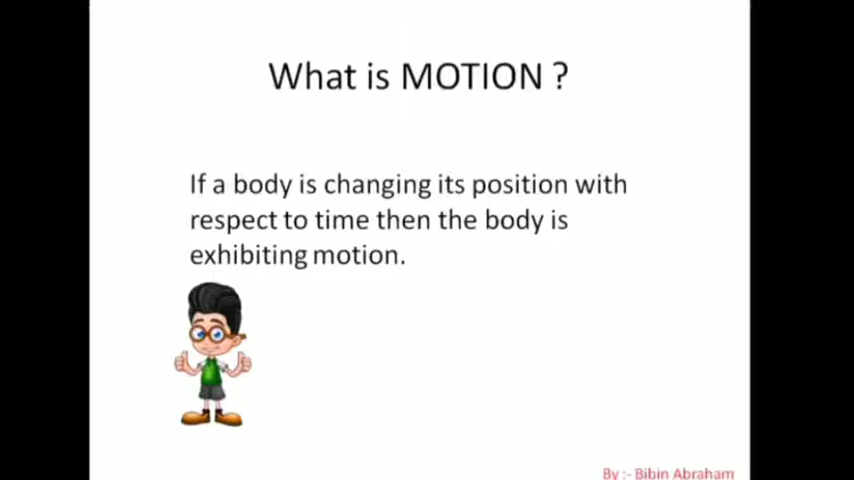 What is MOTION ?
If a body is changing its position with
respect to time then the body is
exhibiting motion.
By :- Bibin Abraham